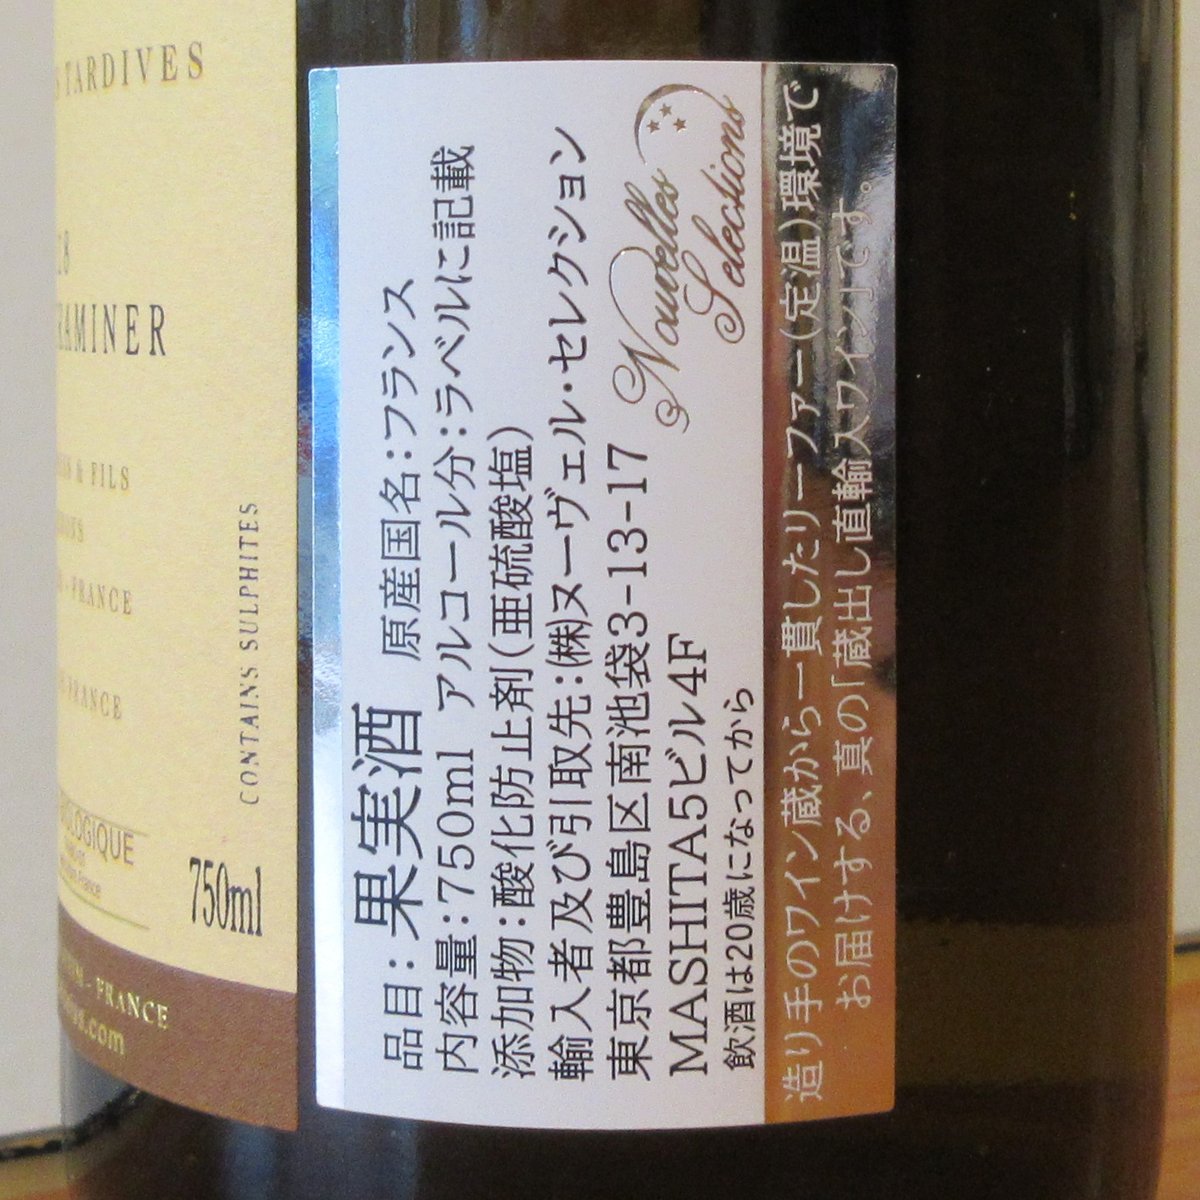 TARDIVES
RAMINER
& FILS
- FRANCE
FRANCE
CONTAINS SULPHITES
750ml
- FRANCE
.com
品目:果実酒 原産国名:フランス
内容量:750ml アルコール分:ラベルに記載
添加物:酸化防止剤(亜硫酸塩)
輸入者及び引取先:㈱ヌーヴェル・セレクション
東京都豊島区南池袋3-13-17
MASHITA5ビル4F
飲酒は20歳になってから
Nouvelles
Selections
造り手のワイン蔵から一貫したリーファー(定温)環境で
お届けする、真の「蔵出し直輸入ワイン」です。